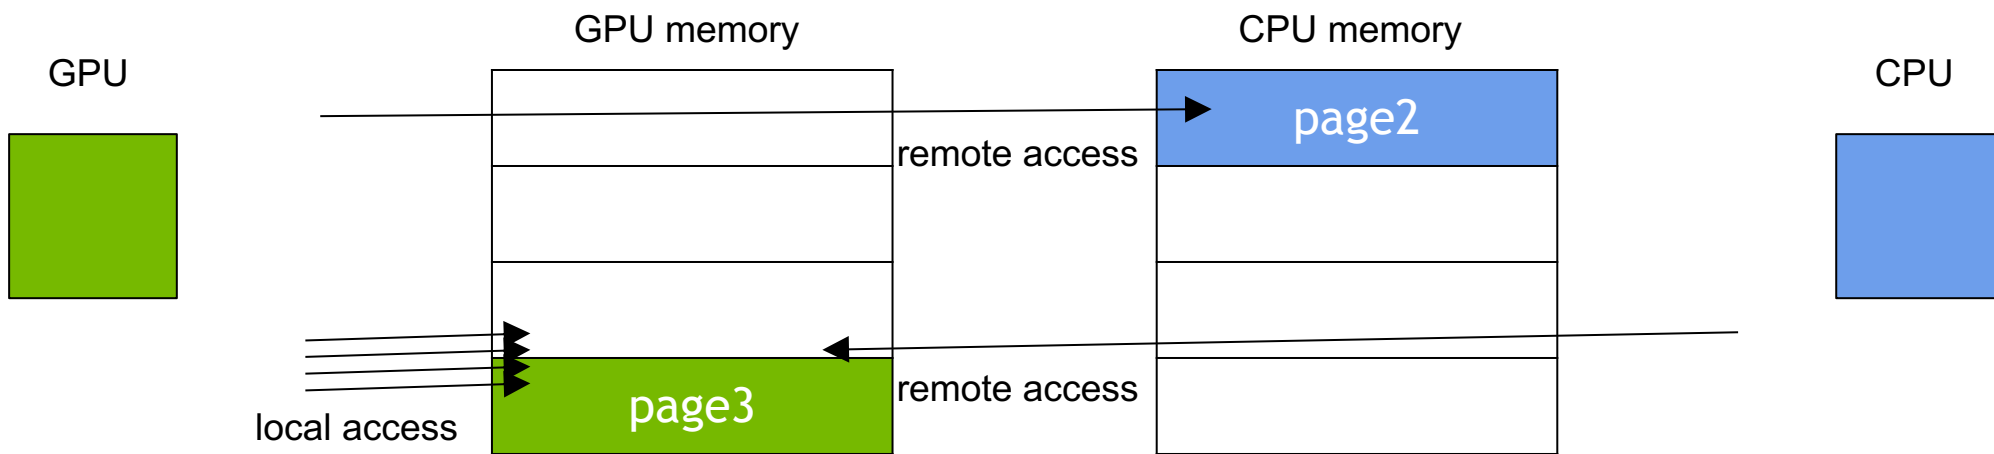 GPU memory
CPU memory
GPU
CPU
page2
remote access
page3
remote access
local access